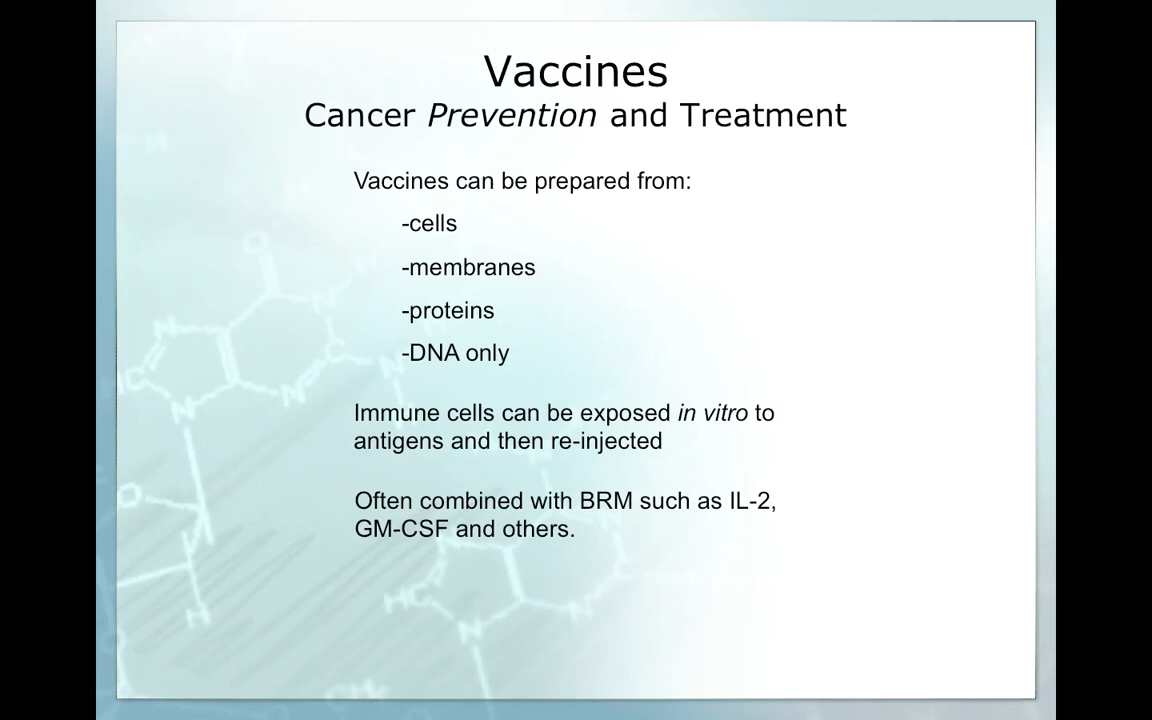 Vaccines
Cancer Prevention and Treatment
Vaccines can be prepared from:
-cells
-membranes
-proteins
-DNA only
Immune cells can be exposed in vitro to
antigens and then re-injected
Often combined with BRM such as IL-2,
GM-CSF and others.